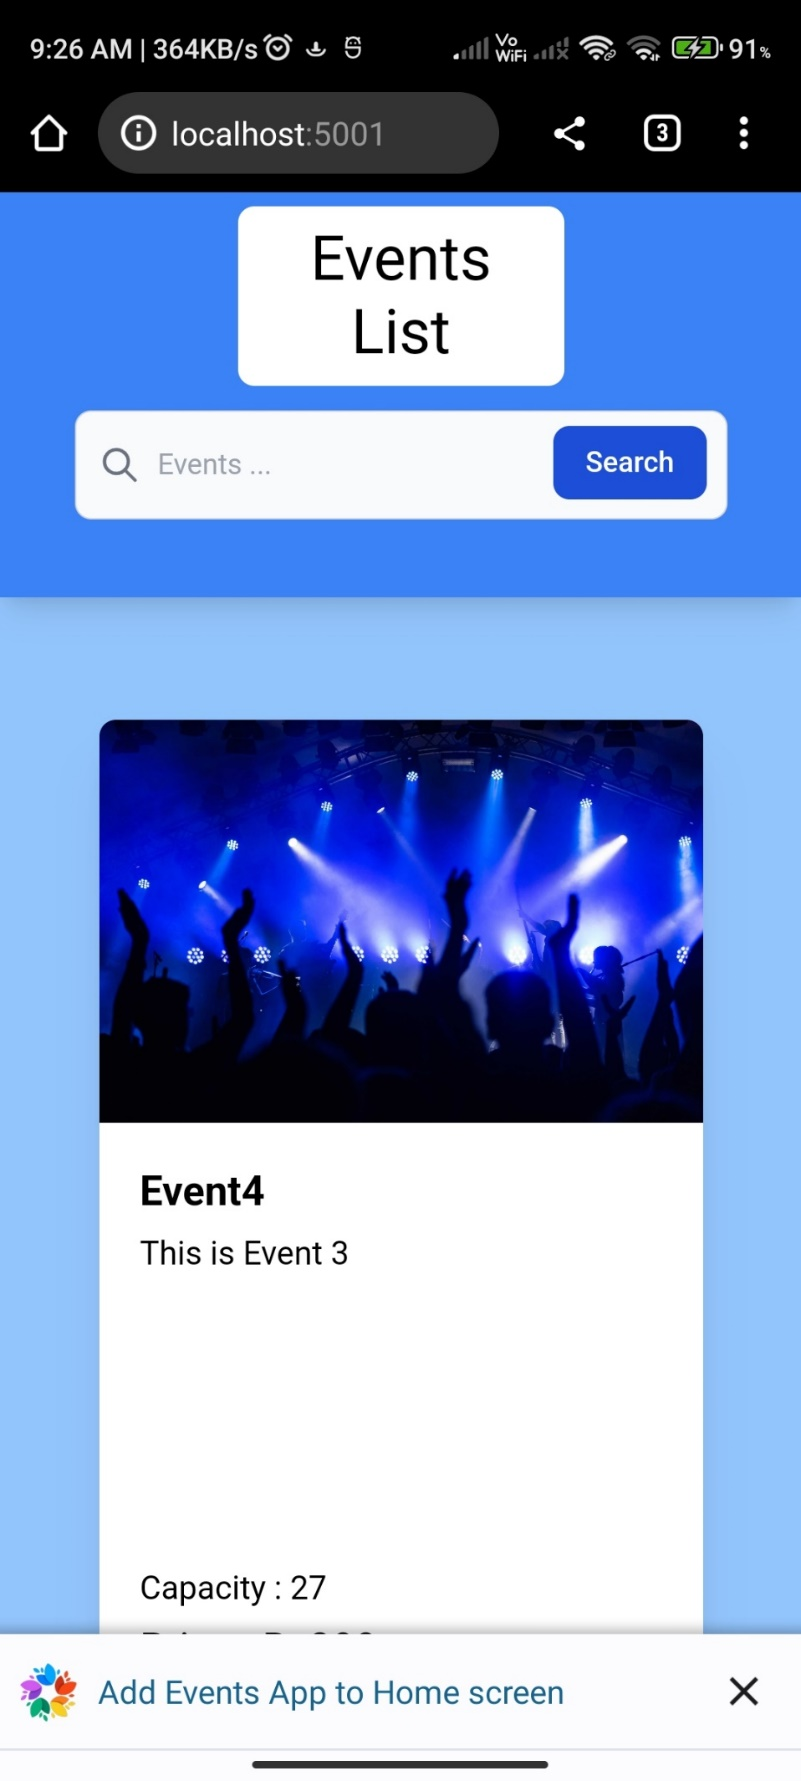 9:26 AM | 364KB/s Vo WiFi 91%
localhost:5001 3
Events
List
Events ...
Search
Event4
This is Event 3
Capacity : 27
Add Events App to Home screen